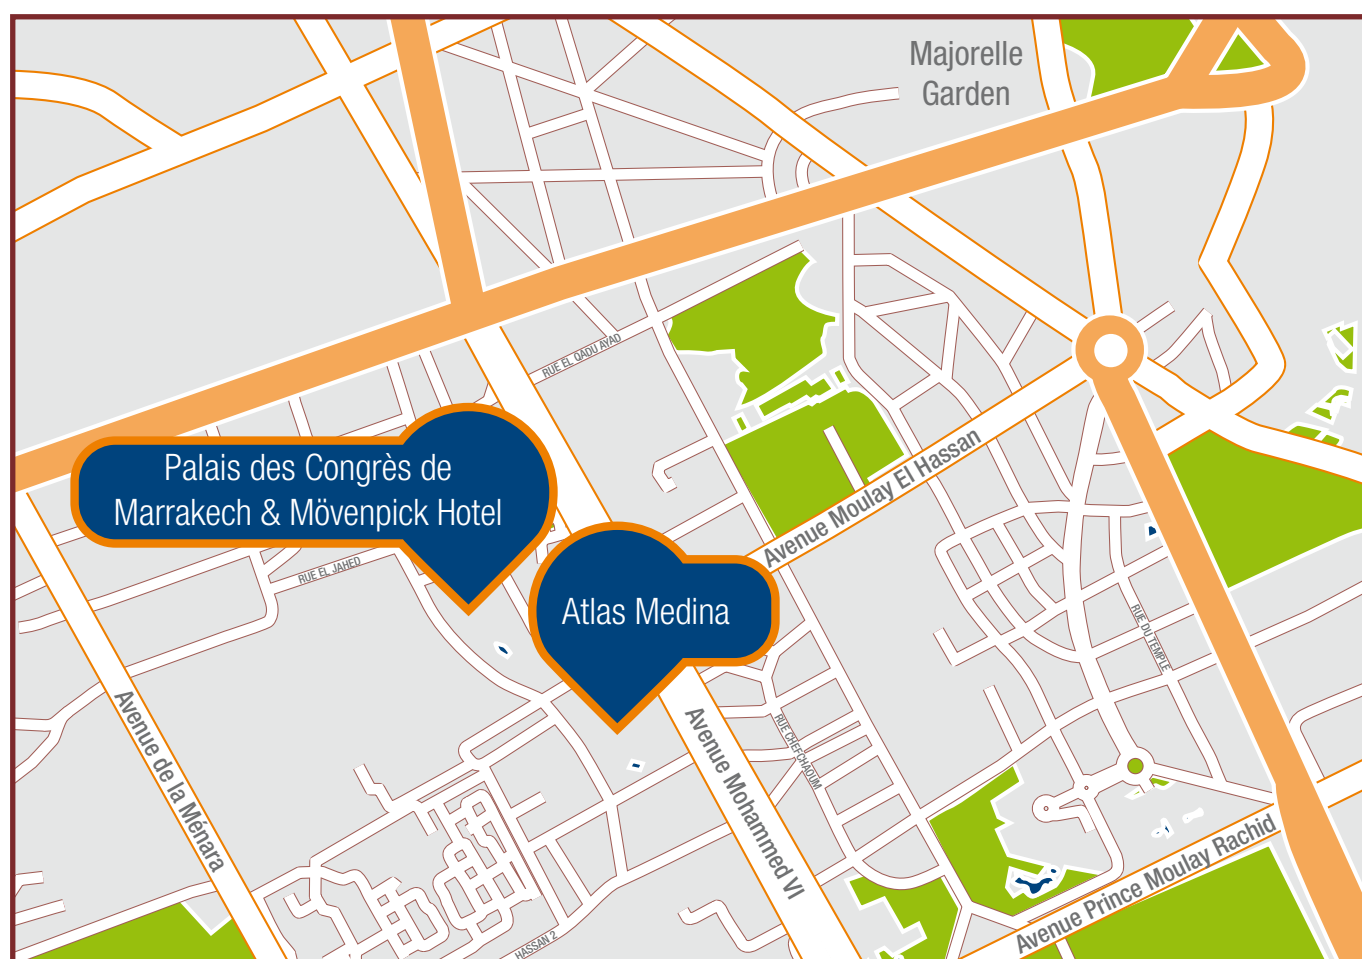 Majorelle
Garden
RUE EL QADU AYAD
Palais des Congrès de
Marrakech & Mövenpick Hotel
Avenue Moulay El Hassan
RUE EL JAHED
Atlas Medina
RUE DU TEMPLE
Avenue de la Ménara
Avenue Mohammed VI
RUE CHEFCHAOUM
Avenue Prince Moulay Rachid
HASSAN 2